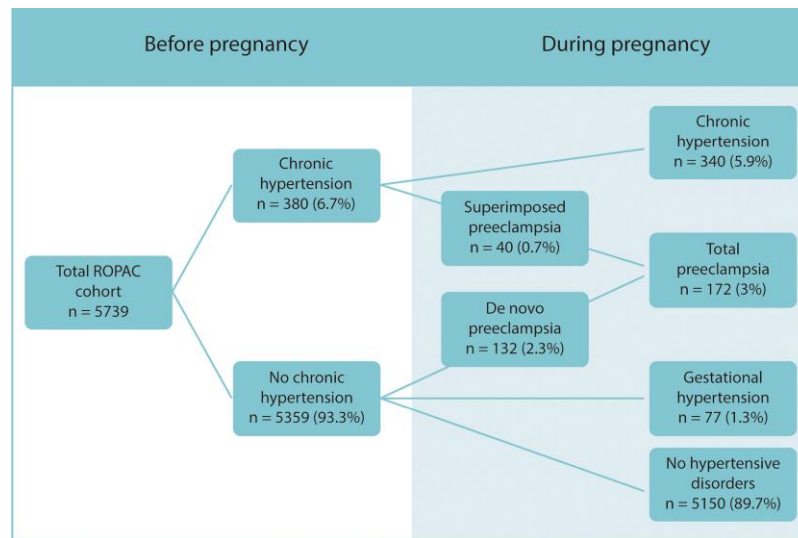 Before pregnancy
During pregnancy
Total ROPAC
cohort
n = 5739
Chronic
hypertension
n = 380 (6.7%)
No chronic
hypertension
n = 5359 (93.3%)
Superimposed
preeclampsia
n = 40 (0.7%)
De novo
preeclampsia
n = 132 (2.3%)
Chronic
hypertension
n = 340 (5.9%)
Total
preeclampsia
n = 172 (3%)
Gestational
hypertension
n = 77 (1.3%)
No hypertensive
disorders
n = 5150 (89.7%)